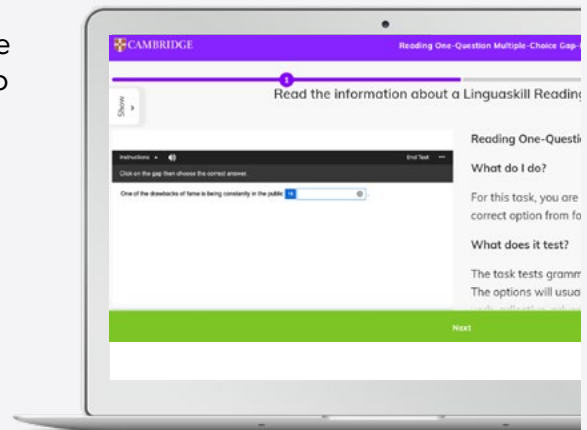 e
o
CAMBRIDGE
Reading One-Question Multiple-Choice Gap-
1
Show
Read the information about a Linguaskill Reading
Instructions
End Test
Click on the gap then choose the correct answer.
One of the drawbacks of fame is being constantly in the public
.
Reading One-Questi
What do I do?
For this task, you are
correct option from fo
What does it test?
The task tests gramm
The options will usua
Next